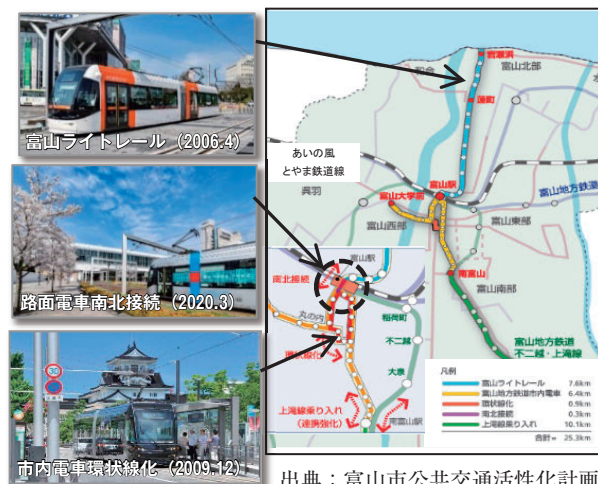 富山ライトレール（2006.4）
路面電車南北接続（2020.3）
市内電車環状線化（2009.12）
岩瀬浜
富山北部
蓮町
あいの風
とやま鉄道線
呉羽
富山大学前
富山駅
富山地方鉄道
富山西部
富山東部
南富山
富山南部
富山地方鉄道
不二越・上滝線
富山駅
南北接続
丸の内
環状線化
稲荷町
不二越
大泉
上滝線乗り入れ
（連携強化）
南富山駅
凡例
富山ライトレール 7.6km
富山地方鉄道市内電車 6.4km
環状線化 0.9km
南北接続 0.3km
上滝線乗り入れ 10.1km
合計＝ 25.3km
出典：富山市公共交通活性化計画